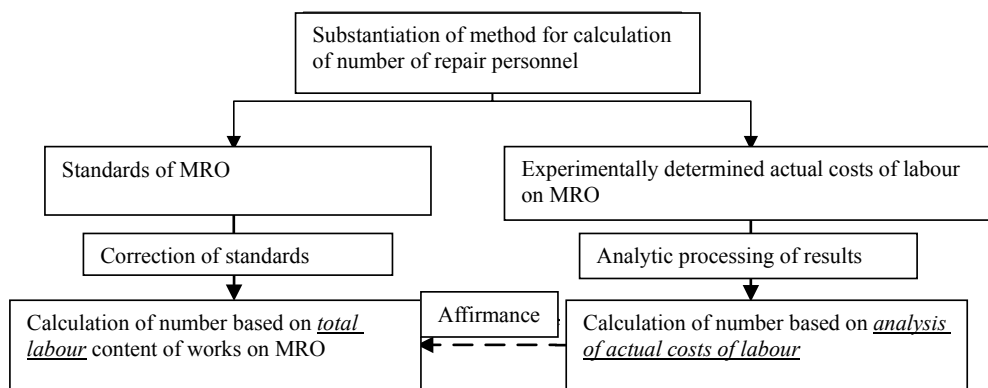 Substantiation of method for calculation
of number of repair personnel
Standards of MRO
Experimentally determined actual costs of labour
on MRO
Correction of standards
Analytic processing of results
Calculation of number based on total
labour content of works on MRO
Affirmance
Calculation of number based on analysis
of actual costs of labour